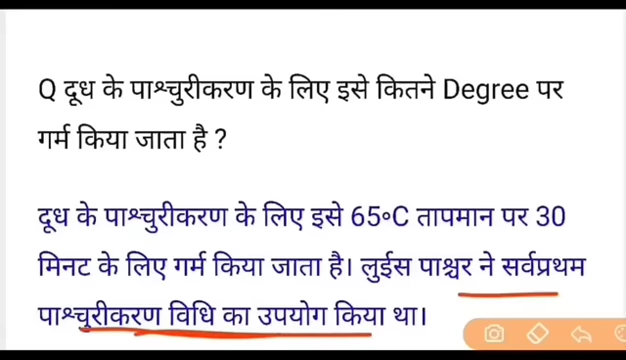 Q दूध के पाश्चुरीकरण के लिए इसे कितने Degree पर
गर्म किया जाता है ?
दूध के पाश्चुरीकरण के लिए इसे 65°C तापमान पर 30
मिनट के लिए गर्म किया जाता है। लुईस पाश्चर ने सर्वप्रथम
पाश्चुरीकरण विधि का उपयोग किया था।